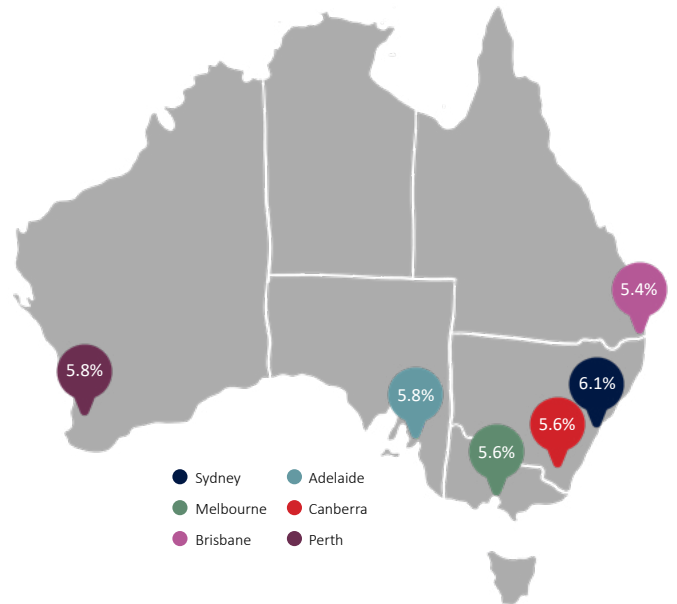 5.4%
5.8%
6.1%
5.8%
5.6%
5.6%
Sydney
Adelaide
Melbourne
Canberra
Brisbane
Perth